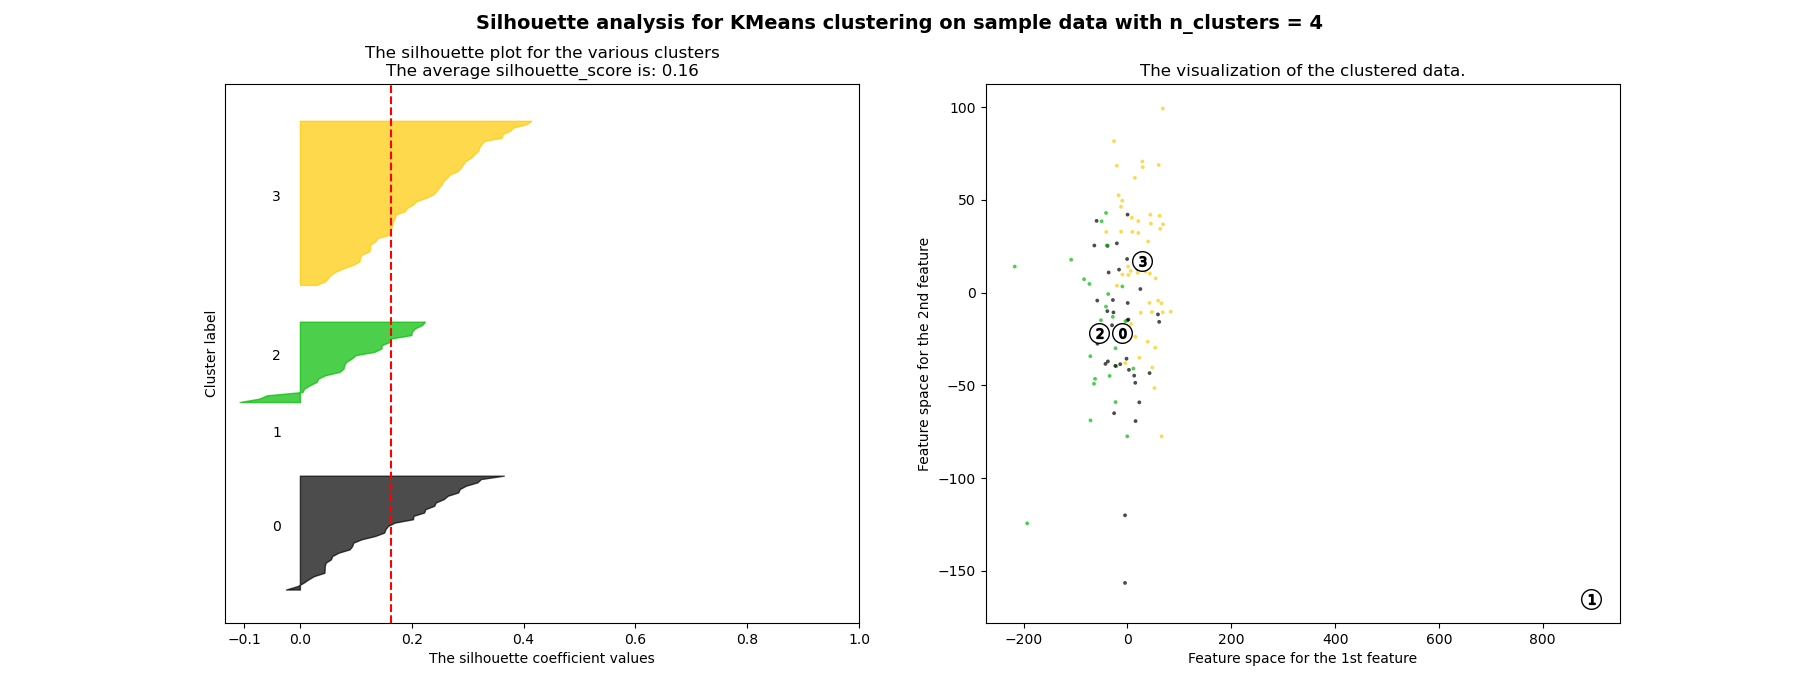 Silhouette analysis for KMeans clustering on sample data with n_clusters = 4
The silhouette plot for the various clusters
The average silhouette_score is: 0.16
3
2
1
0
Cluster label
−0.1 0.0 0.2 0.4 0.6 0.8 1.0
The silhouette coefficient values
The visualization of the clustered data.
100
50
0
−50
−100
−150
Feature space for the 2nd feature
3
2 0
1
−200 0 200 400 600 800
Feature space for the 1st feature